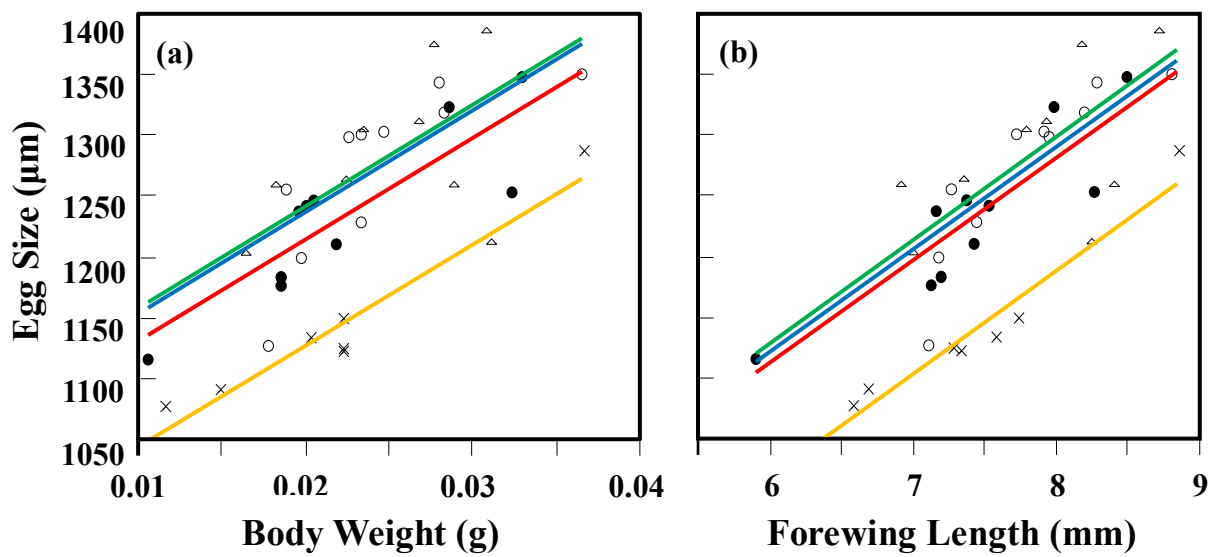 1400
1350
1300
1250
1200
1150
1100
1050
Egg Size (µm)
(a)
0.01 0.02 0.03 0.04
Body Weight (g)
(b)
6 7 8 9
Forewing Length (mm)